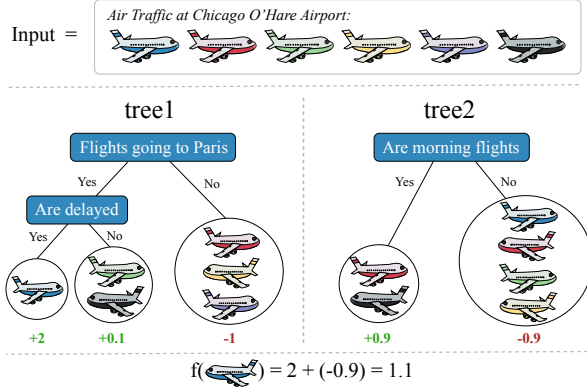 Air Traffic at Chicago O'Hare Airport:
Input =
tree1
tree2
Flights going to Paris
Are morning flights
Yes
No
Yes
No
Are delayed
Yes
No
+2
+0.1
-1
+0.9
-0.9
f( ) = 2 + (-0.9) = 1.1